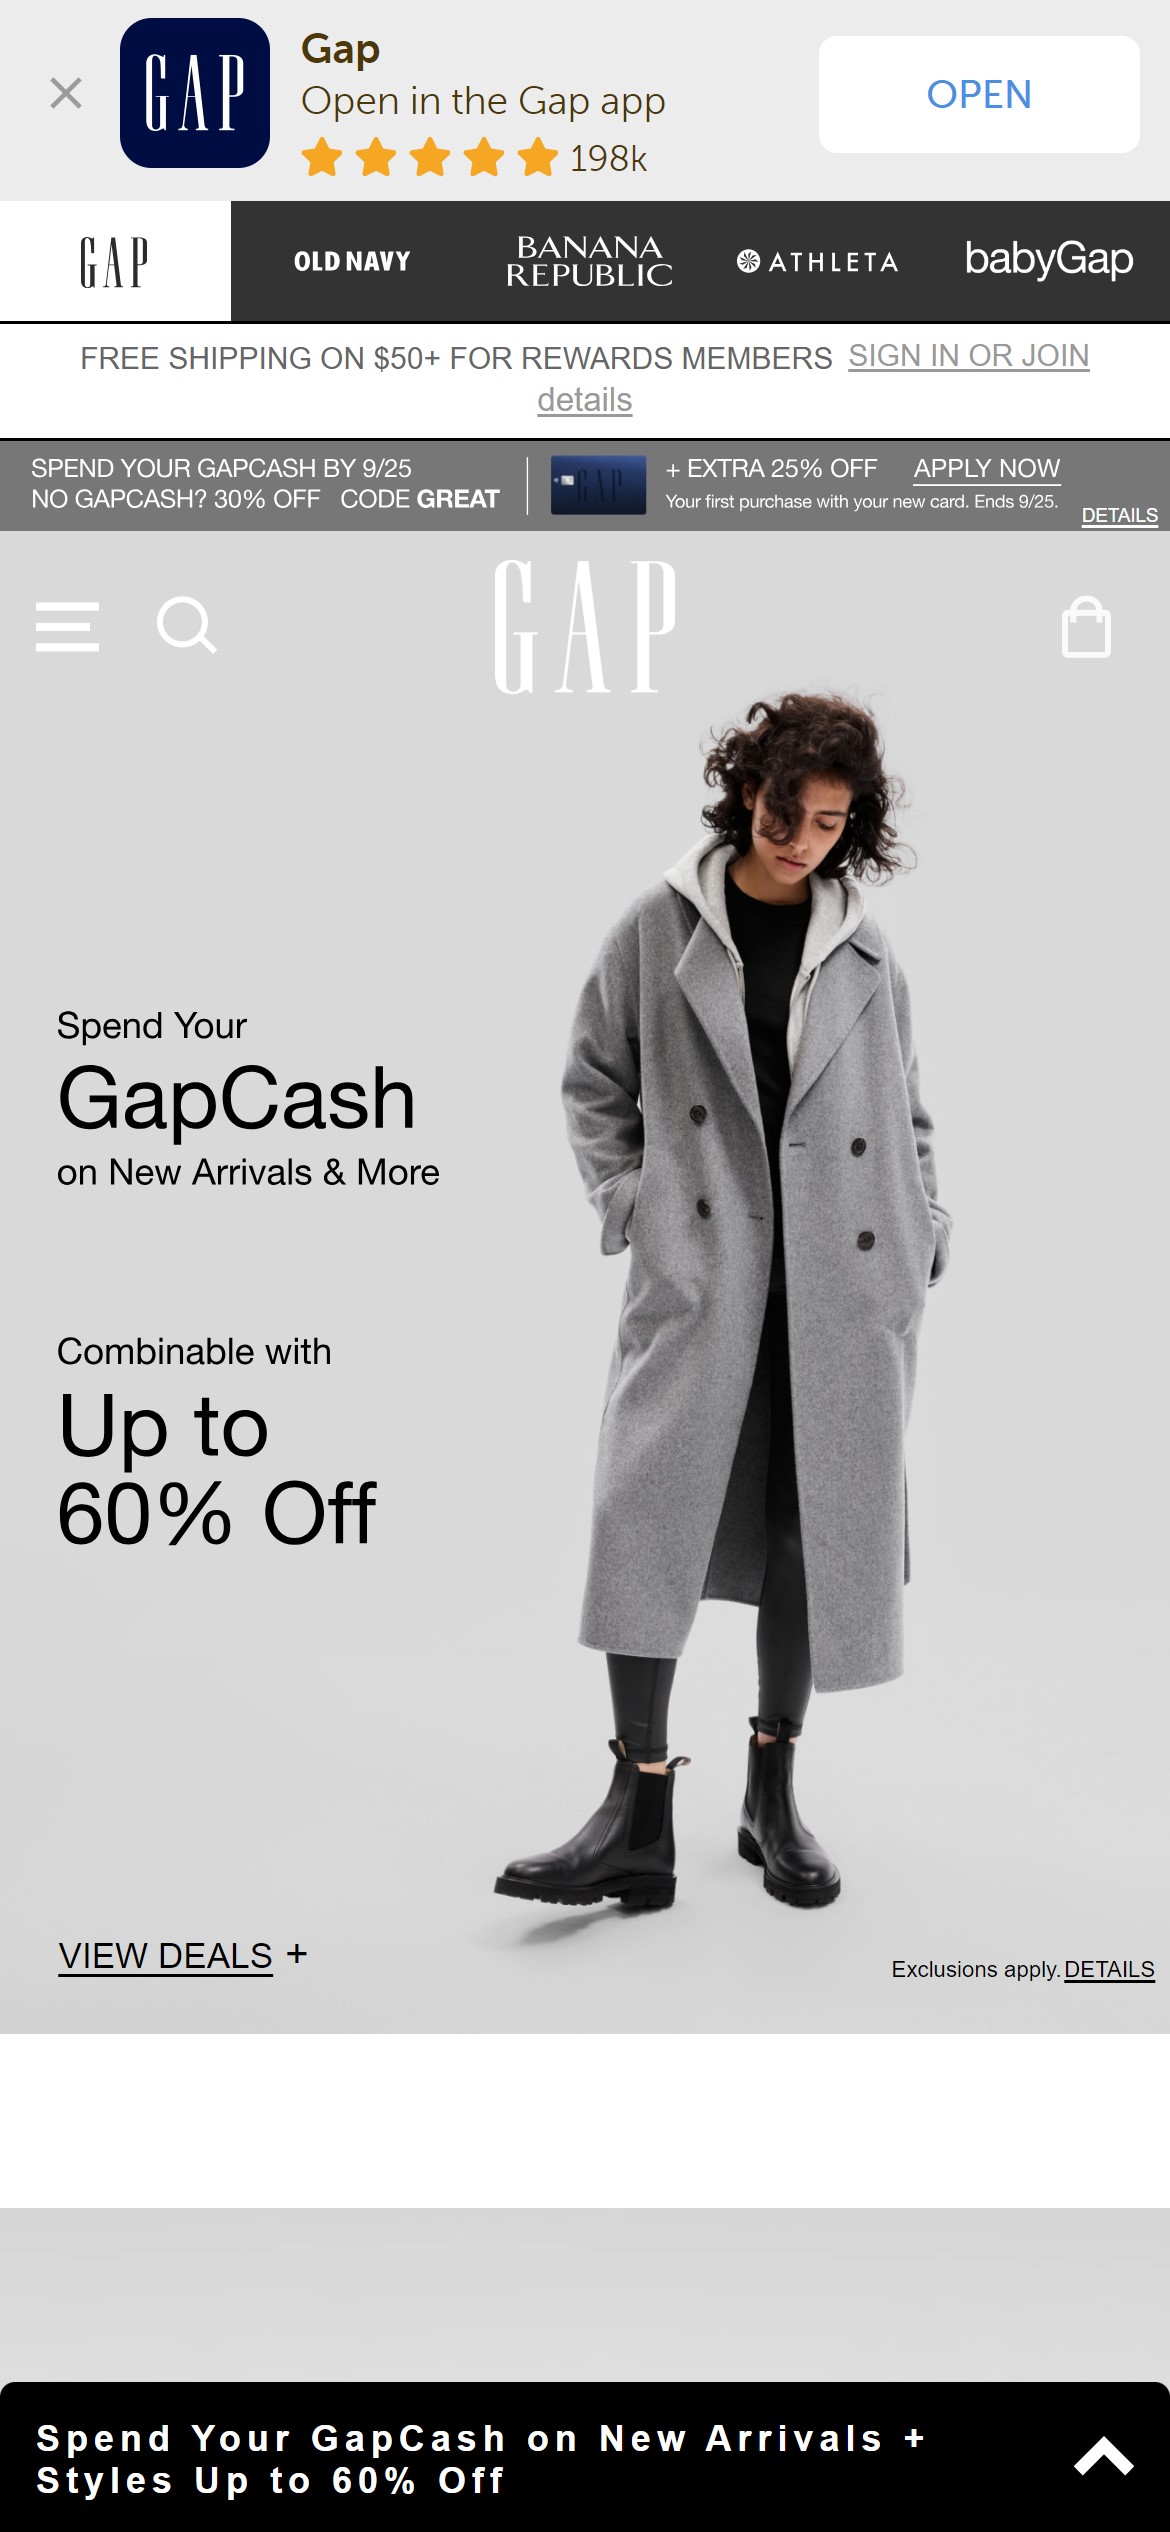 GAP
Gap
Open in the Gap app
198k
OPEN
GAP
OLD NAVY
BANANA
REPUBLIC
ATHLETA
babyGap
FREE SHIPPING ON $50+ FOR REWARDS MEMBERS SIGN IN OR JOIN
details
SPEND YOUR GAPCASH BY 9/25
NO GAPCASH? 30% OFF CODE GREAT
GAP
+ EXTRA 25% OFF APPLY NOW
Your first purchase with your new card. Ends 9/25.
DETAILS
GAP
Spend Your
GapCash
on New Arrivals & More
Combinable with
Up to
60% Off
VIEW DEALS +
Exclusions apply. DETAILS
Spend Your GapCash on New Arrivals +
Styles Up to 60% Off